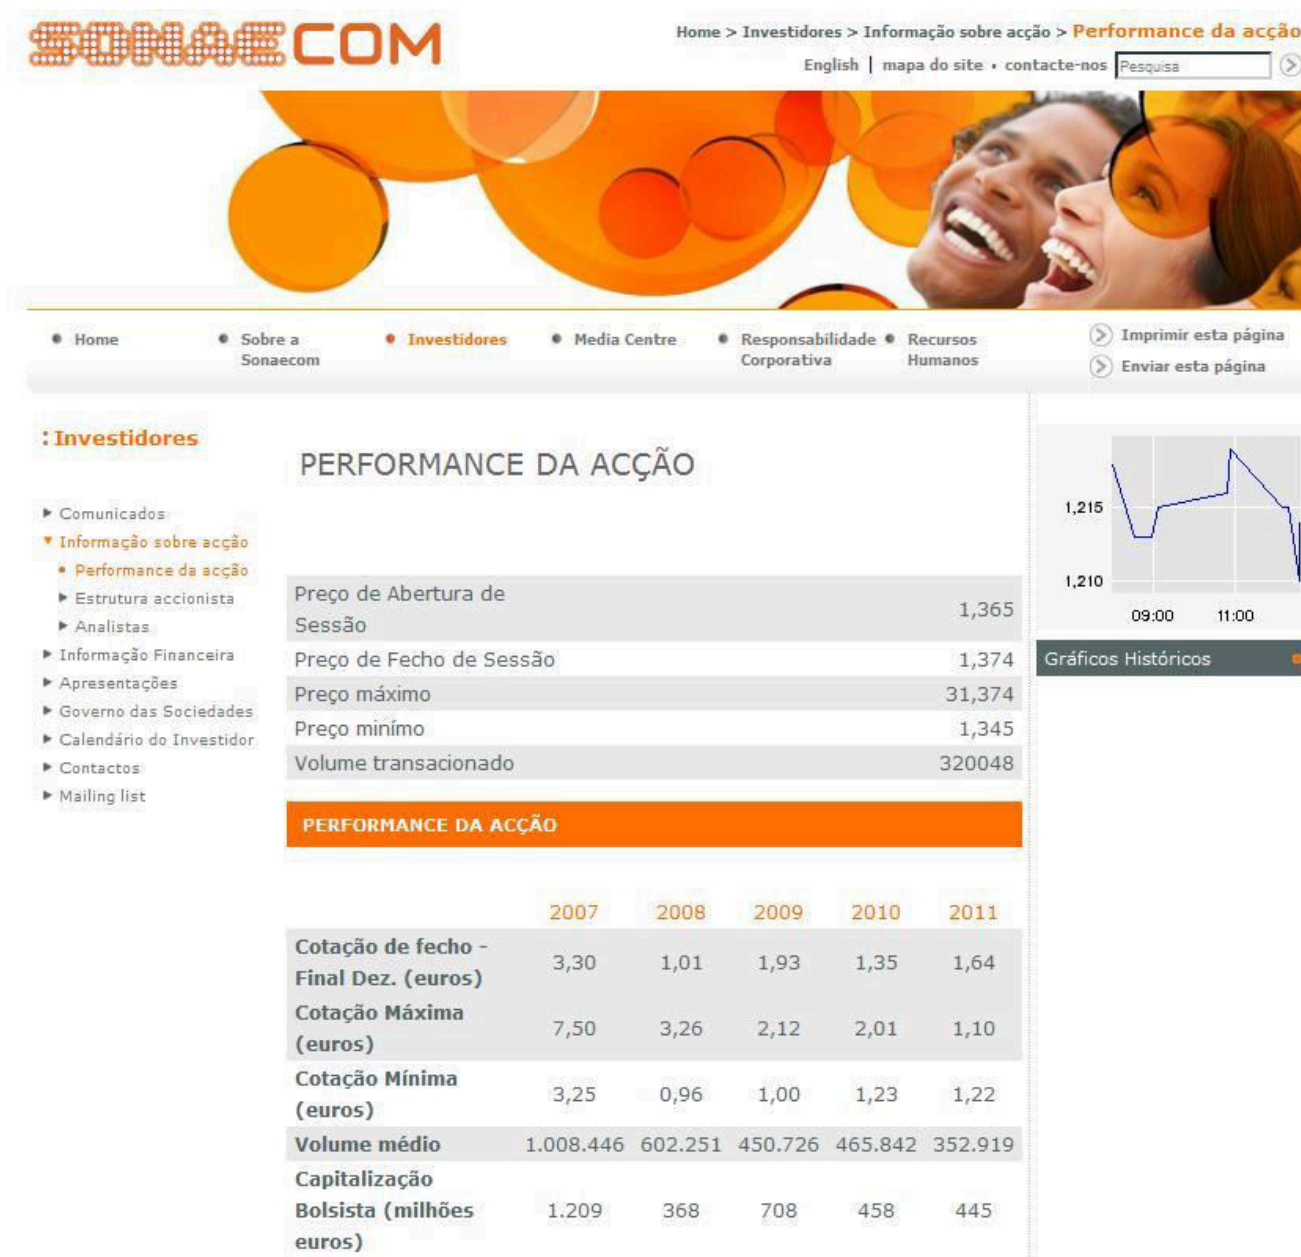 SONAECOM
Home > Investidores > Informação sobre acção > Performance da acção
English | mapa do site • contacte-nos Pesquisa
• Home • Sobre a Sonaecom • Investidores • Media Centre • Responsabilidade Corporativa • Recursos Humanos
Imprimir esta página
Enviar esta página
:Investidores
Comunicados
Informação sobre acção
Performance da acção
Estrutura accionista
Analistas
Informação Financeira
Apresentações
Governo das Sociedades
Calendário do Investidor
Contactos
Mailing list
PERFORMANCE DA ACÇÃO
Preço de Abertura de
Sessão 1,365
Preço de Fecho de Sessão 1,374
Preço máximo 31,374
Preço minímo 1,345
Volume transacionado 320048
PERFORMANCE DA ACÇÃO
2007 2008 2009 2010 2011
Cotação de fecho -
Final Dez. (euros) 3,30 1,01 1,93 1,35 1,64
Cotação Máxima
(euros) 7,50 3,26 2,12 2,01 1,10
Cotação Mínima
(euros) 3,25 0,96 1,00 1,23 1,22
Volume médio 1.008.446 602.251 450.726 465.842 352.919
Capitalização
Bolsista (milhões
euros) 1.209 368 708 458 445
1,215
1,210
09:00 11:00
Gráficos Históricos